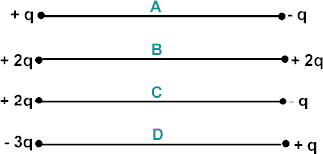 A
+ q - q
B
+ 2q + 2q
C
+ 2q - q
D
- 3q + q